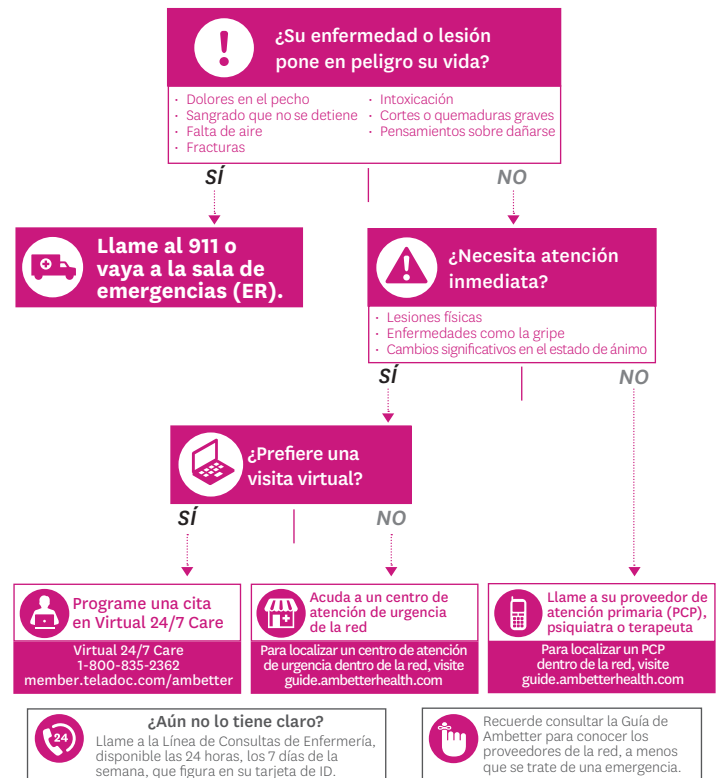 ¿Su enfermedad o lesión
pone en peligro su vida?
· Dolores en el pecho
· Sangrado que no se detiene
· Falta de aire
· Fracturas
· Intoxicación
· Cortes o quemaduras graves
· Pensamientos sobre dañarse
SÍ
NO
Llame al 911 o
vaya a la sala de
emergencias (ER).
¿Necesita atención
inmediata?
· Lesiones físicas
· Enfermedades como la gripe
· Cambios significativos en el estado de ánimo
SÍ
NO
¿Prefiere una
visita virtual?
SÍ
NO
Programe una cita
en Virtual 24/7 Care
Virtual 24/7 Care
1-800-835-2362
member.teladoc.com/ambetter
Acuda a un centro de
atención de urgencia
de la red
Para localizar un centro de atención
de urgencia dentro de la red, visite
guide.ambetterhealth.com
Llame a su proveedor de
atención primaria (PCP),
psiquiatra o terapeuta
Para localizar un PCP
dentro de la red, visite
guide.ambetterhealth.com
24
¿Aún no lo tiene claro?
Llame a la Línea de Consultas de Enfermería,
disponible las 24 horas, los 7 días de la
semana, que figura en su tarjeta de ID.
Recuerde consultar la Guía de
Ambetter para conocer los
proveedores de la red, a menos
que se trate de una emergencia.